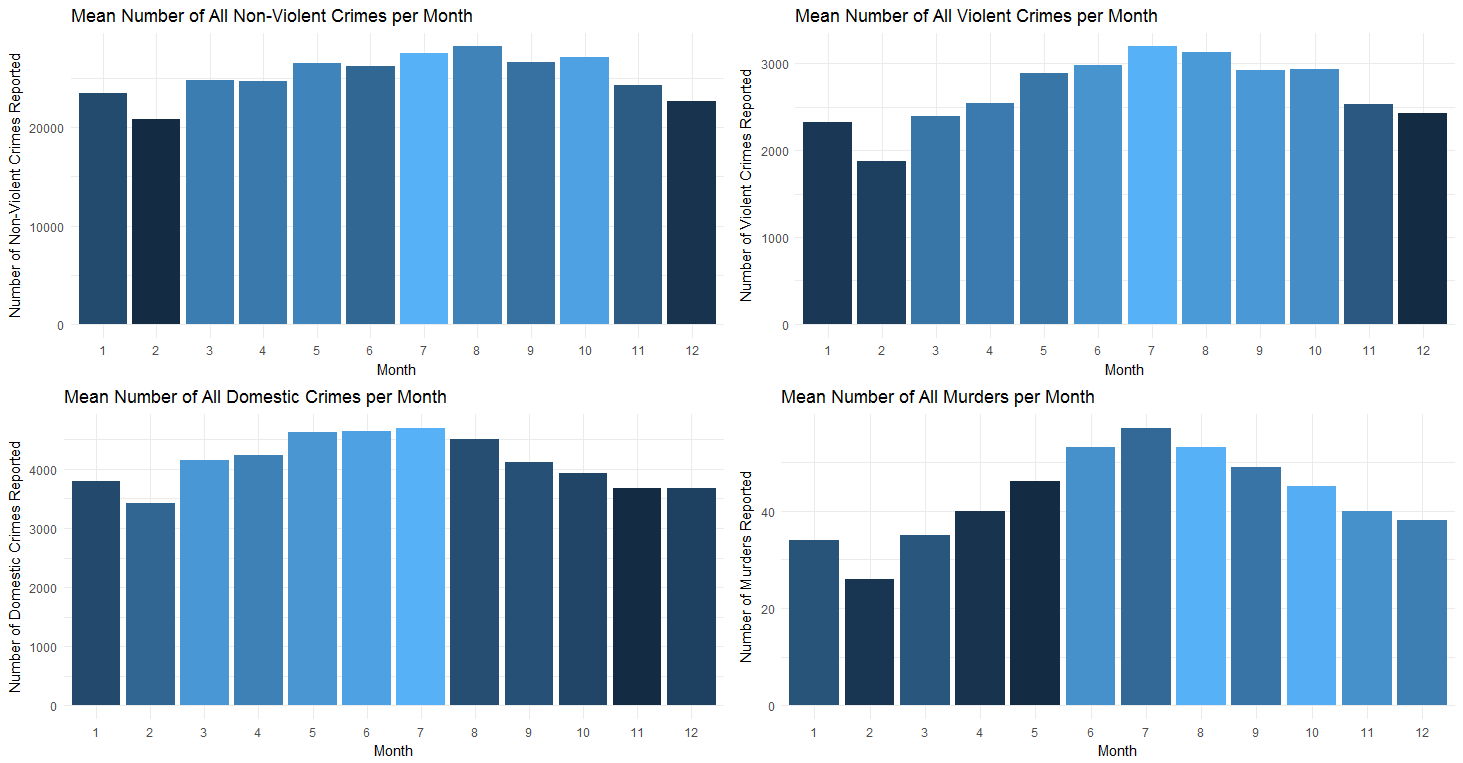 Mean Number of All Non-Violent Crimes per Month
Number of Non-Violent Crimes Reported
20000
10000
0
1 2 3 4 5 6 7 8 9 10 11 12
Month
Mean Number of All Violent Crimes per Month
Number of Violent Crimes Reported
3000
2000
1000
0
1 2 3 4 5 6 7 8 9 10 11 12
Month
Mean Number of All Domestic Crimes per Month
Number of Domestic Crimes Reported
4000
3000
2000
1000
0
1 2 3 4 5 6 7 8 9 10 11 12
Month
Mean Number of All Murders per Month
Number of Murders Reported
40
20
0
1 2 3 4 5 6 7 8 9 10 11 12
Month